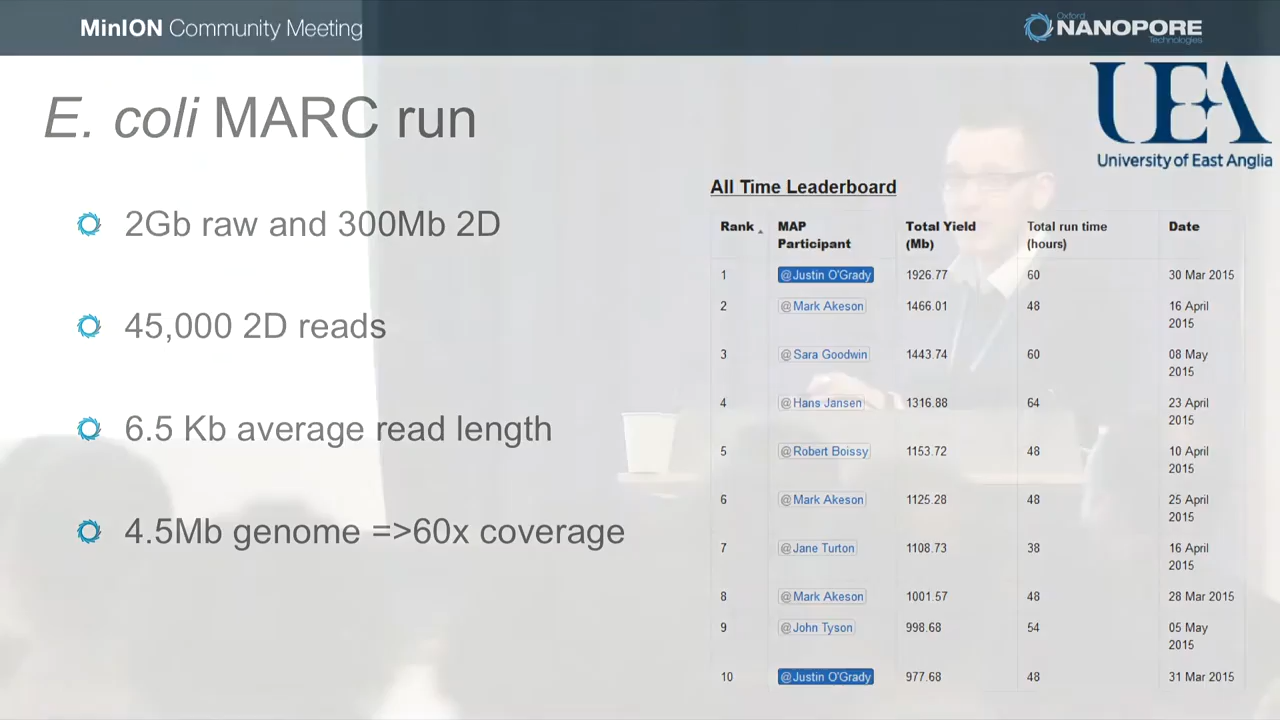 MinION Community Meeting
Oxford
NANOPORE
Technologies
UEA
University of East Anglia
E. coli MARC run
2Gb raw and 300Mb 2D
45,000 2D reads
6.5 Kb average read length
4.5Mb genome =>60x coverage
All Time Leaderboard
Rank MAP Participant Total Yield (Mb) Total run time (hours) Date
1 @Justin O'Grady 1926.77 60 30 Mar 2015
2 @Mark Akeson 1466.01 48 16 April 2015
3 @Sara Goodwin 1443.74 60 08 May 2015
4 @Hans Jansen 1316.88 64 23 April 2015
5 @Robert Boissy 1153.72 48 10 April 2015
6 @Mark Akeson 1125.28 48 25 April 2015
7 @Jane Turton 1108.73 38 16 April 2015
8 @Mark Akeson 1001.57 48 28 Mar 2015
9 @John Tyson 998.68 54 05 May 2015
10 @Justin O'Grady 977.68 48 31 Mar 2015